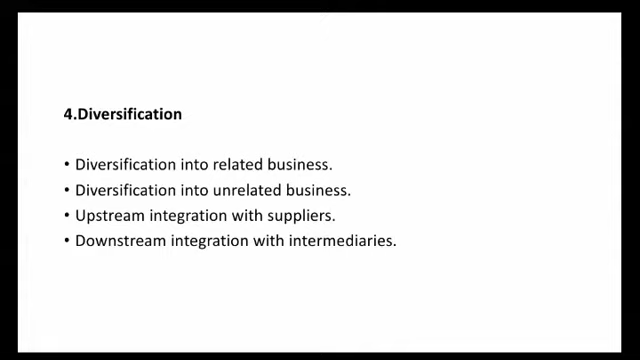 4.Diversification
• Diversification into related business.
• Diversification into unrelated business.
• Upstream integration with suppliers.
• Downstream integration with intermediaries.